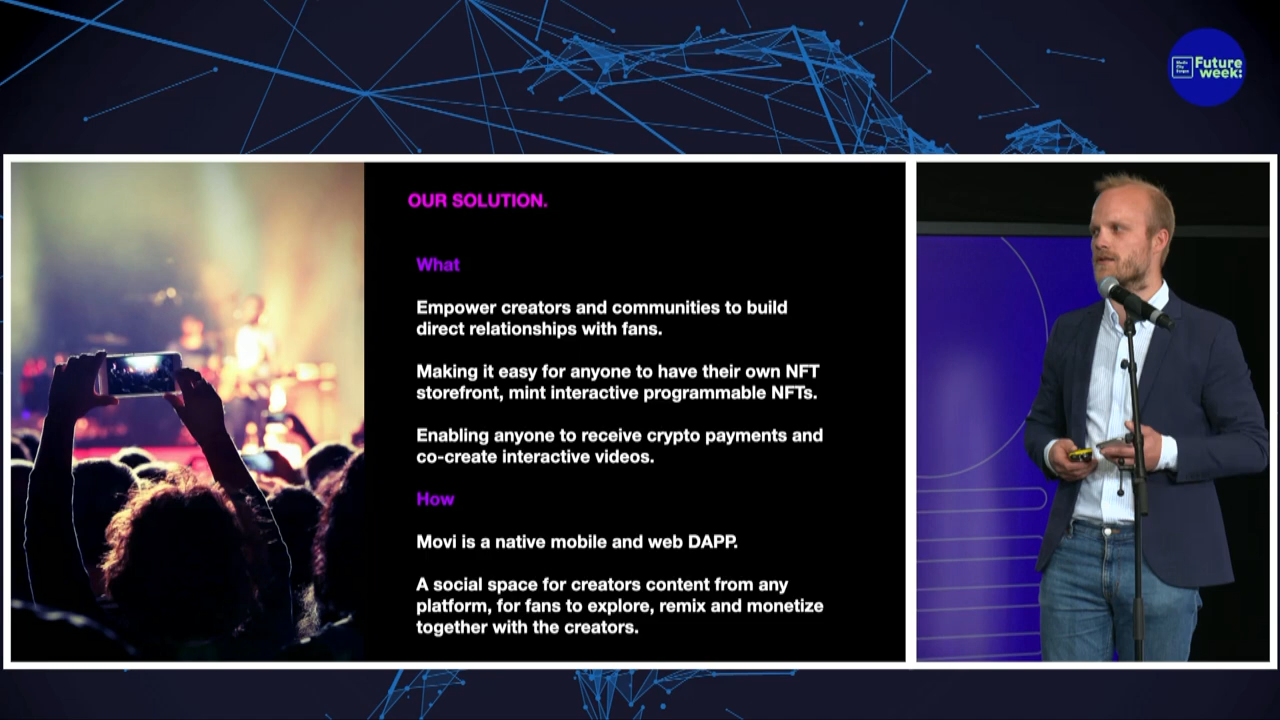 Media
City
Bergen
Future
week:
OUR SOLUTION.
What
Empower creators and communities to build
direct relationships with fans.
Making it easy for anyone to have their own NFT
storefront, mint interactive programmable NFTs.
Enabling anyone to receive crypto payments and
co-create interactive videos.
How
Movi is a native mobile and web DAPP.
A social space for creators content from any
platform, for fans to explore, remix and monetize
together with the creators.